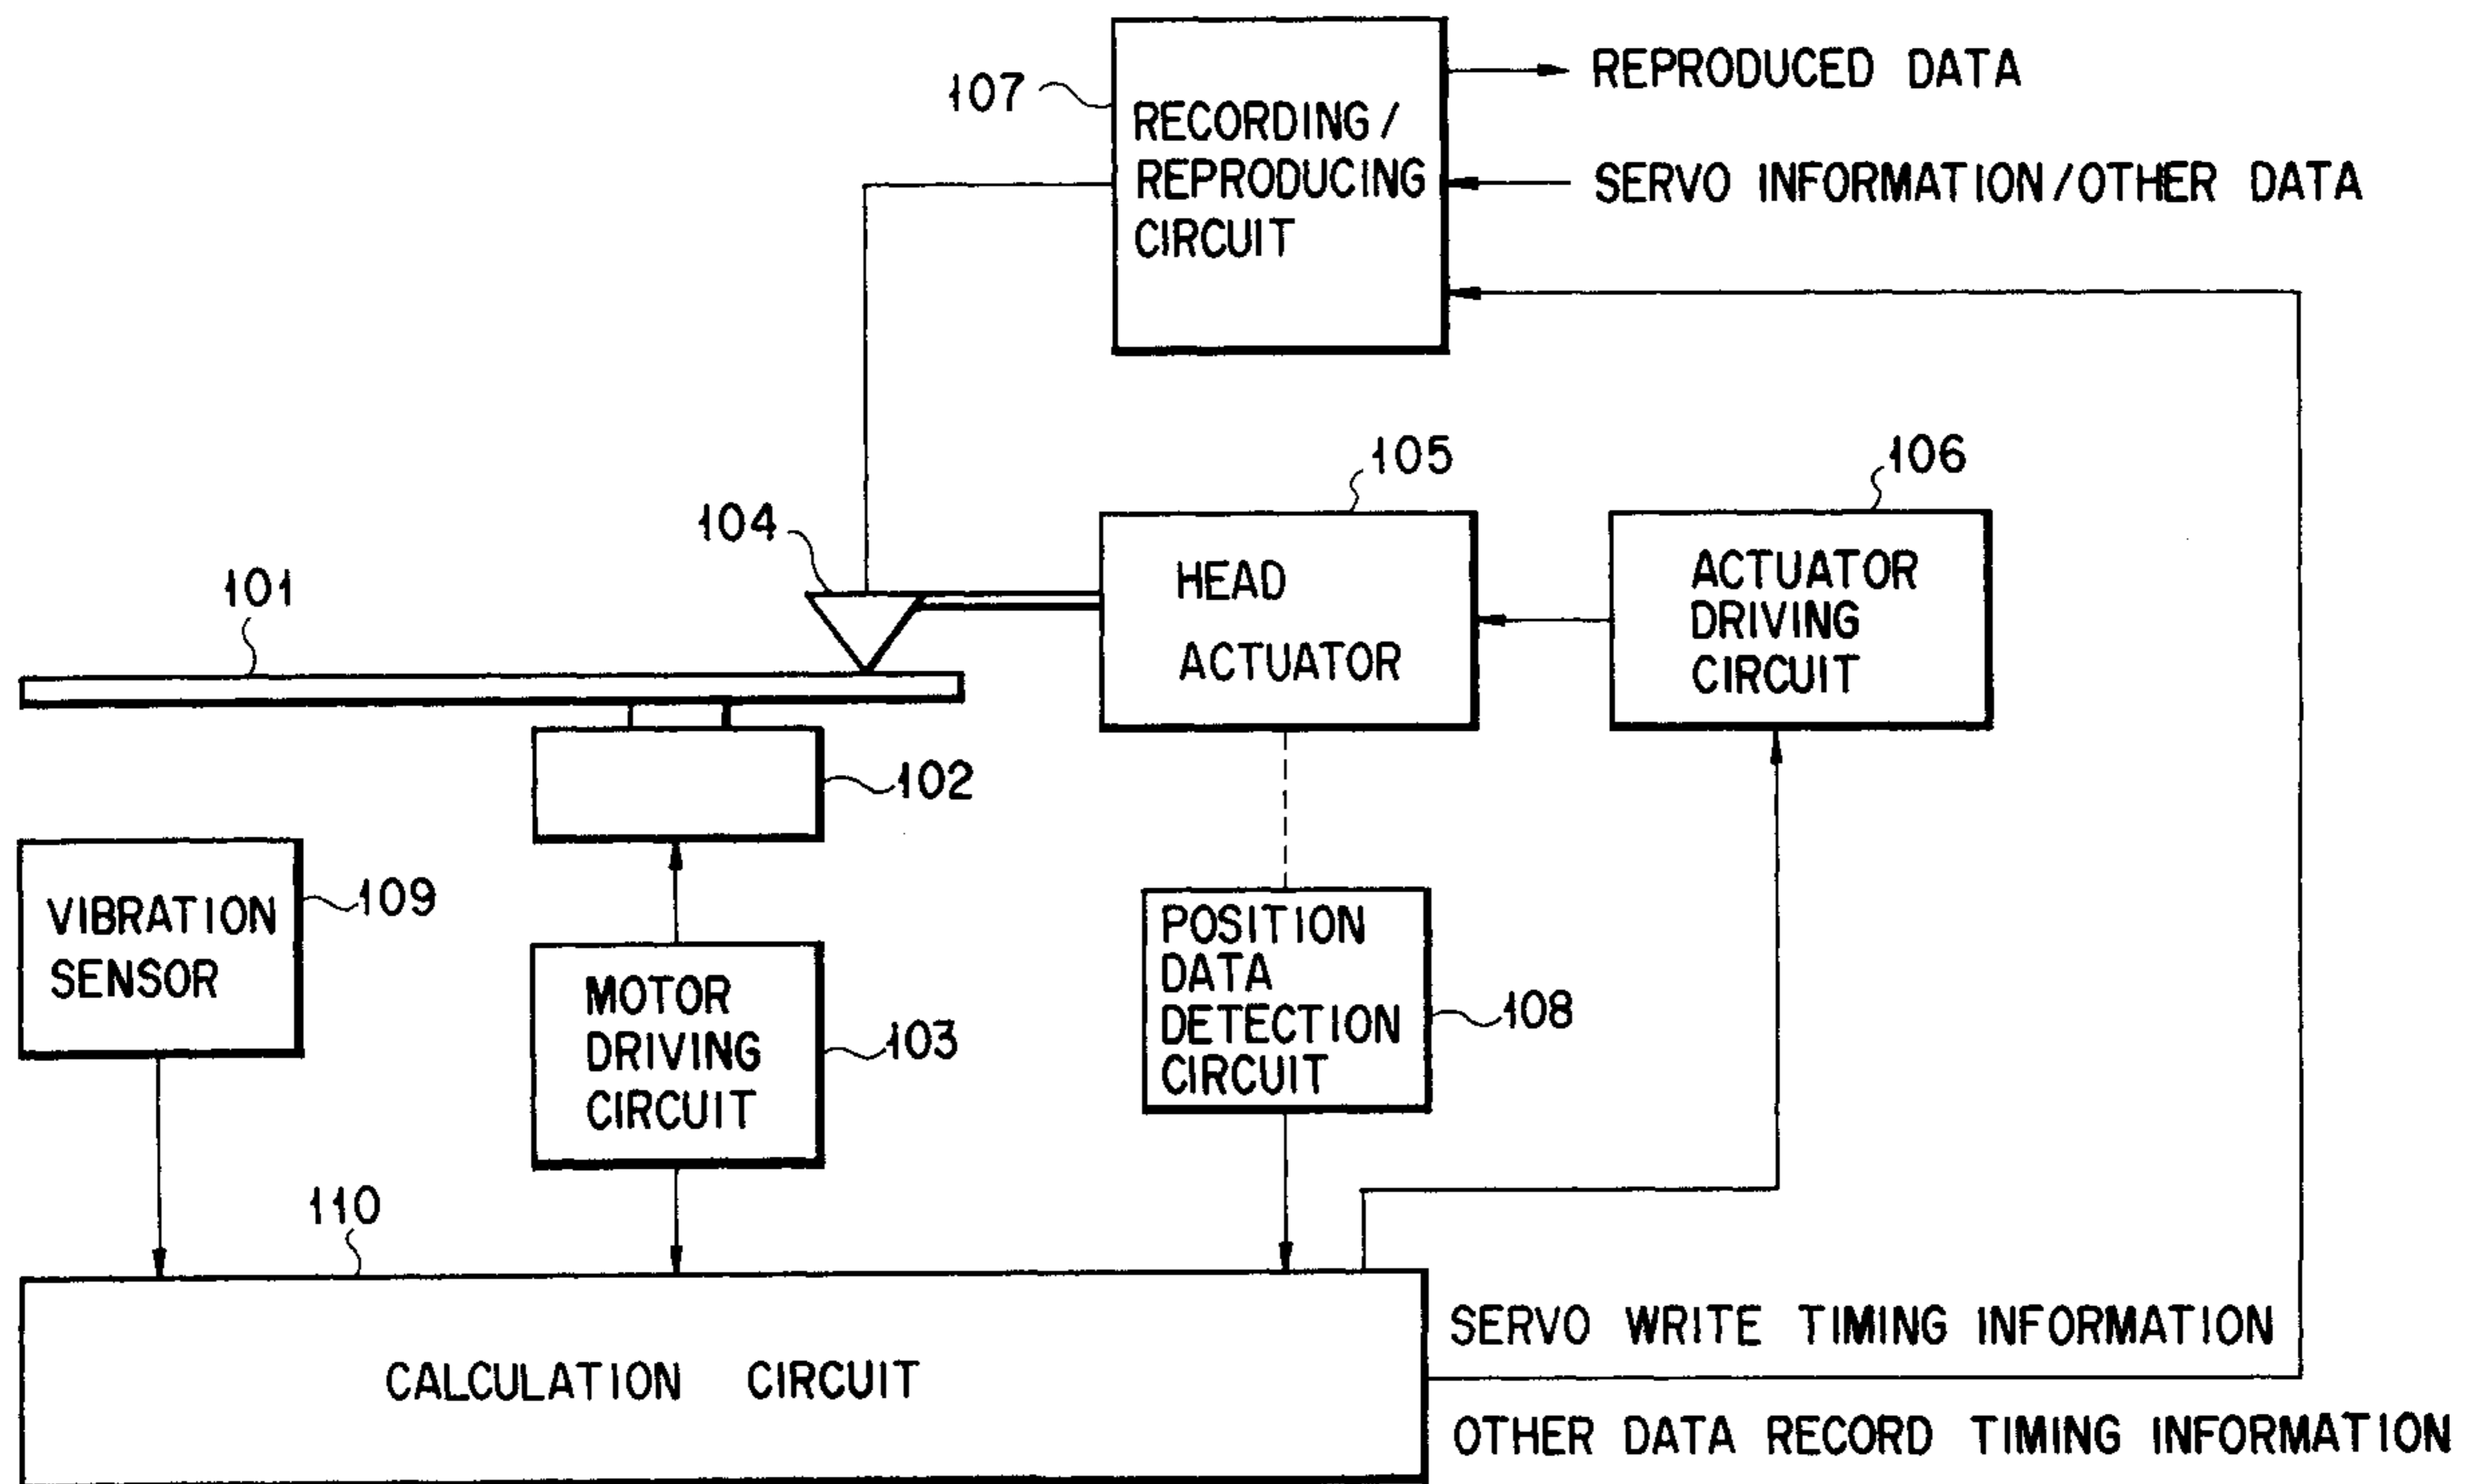 REPRODUCED DATA
107
RECORDING/
REPRODUCING
CIRCUIT
SERVO INFORMATION/OTHER DATA
105
106
104
HEAD
ACTUATOR
ACTUATOR
DRIVING
CIRCUIT
101
102
VIBRATION
SENSOR
109
MOTOR
DRIVING
CIRCUIT
103
POSITION
DATA
DETECTION
CIRCUIT
108
110
CALCULATION CIRCUIT
SERVO WRITE TIMING INFORMATION
OTHER DATA RECORD TIMING INFORMATION